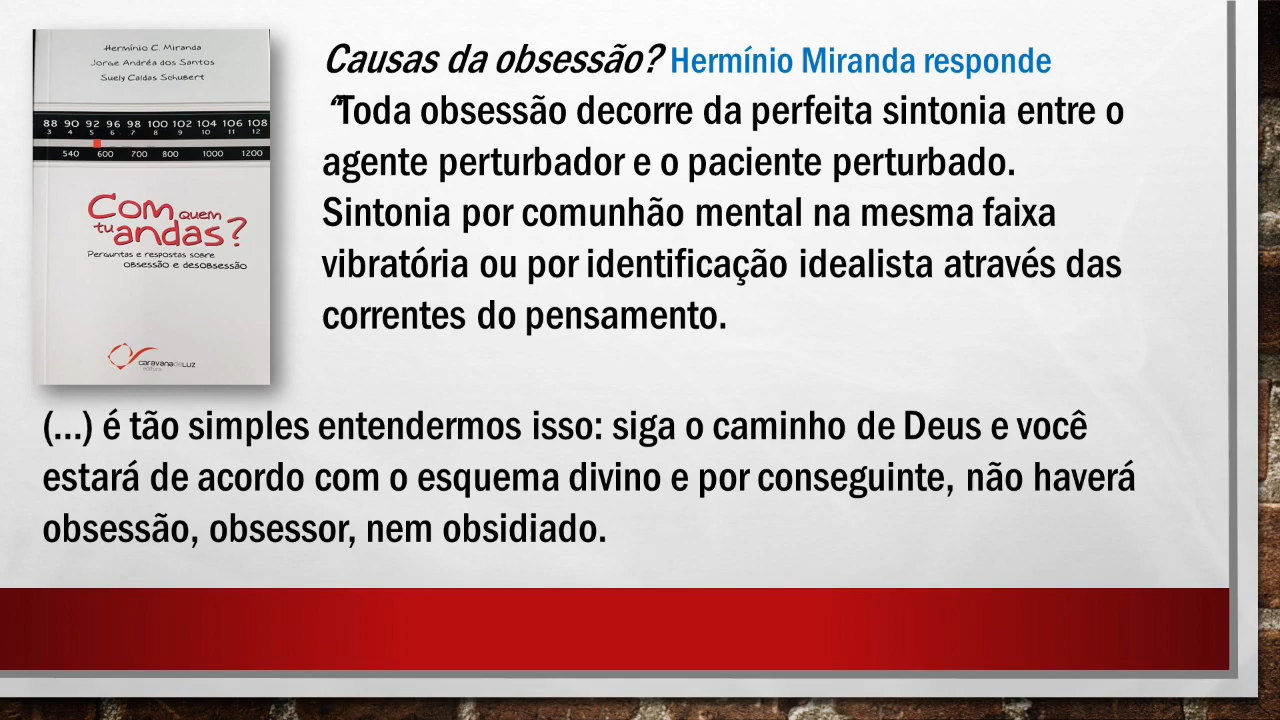 Hermínio C. Miranda
Jorge Andréa dos Santos
Suely Caldas Schubert
88 90 92 96 98 100 102 104 106 108
3 4 5 6 7 8 9 10 11 12
540 600 700 800 1000 1200
Com quem
tu andas?
Perguntas e respostas sobre
obsessão e desobsessão
caravanadeLUZ
editora
Causas da obsessão? Hermínio Miranda responde
“Toda obsessão decorre da perfeita sintonia entre o
agente perturbador e o paciente perturbado.
Sintonia por comunhão mental na mesma faixa
vibratória ou por identificação idealista através das
correntes do pensamento.
(...) é tão simples entendermos isso: siga o caminho de Deus e você
estará de acordo com o esquema divino e por conseguinte, não haverá
obsessão, obsessor, nem obsidiado.